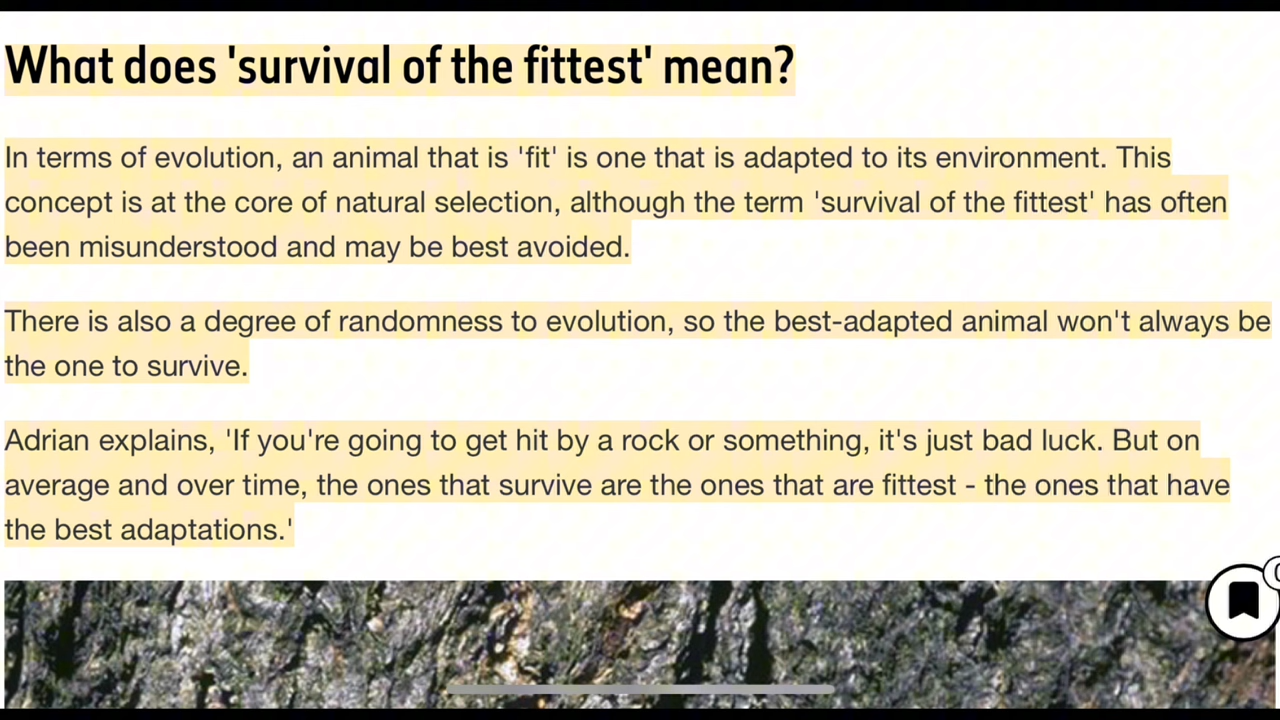 What does 'survival of the fittest' mean?
In terms of evolution, an animal that is 'fit' is one that is adapted to its environment. This
concept is at the core of natural selection, although the term 'survival of the fittest' has often
been misunderstood and may be best avoided.
There is also a degree of randomness to evolution, so the best-adapted animal won't always be
the one to survive.
Adrian explains, 'If you're going to get hit by a rock or something, it's just bad luck. But on
average and over time, the ones that survive are the ones that are fittest - the ones that have
the best adaptations.'